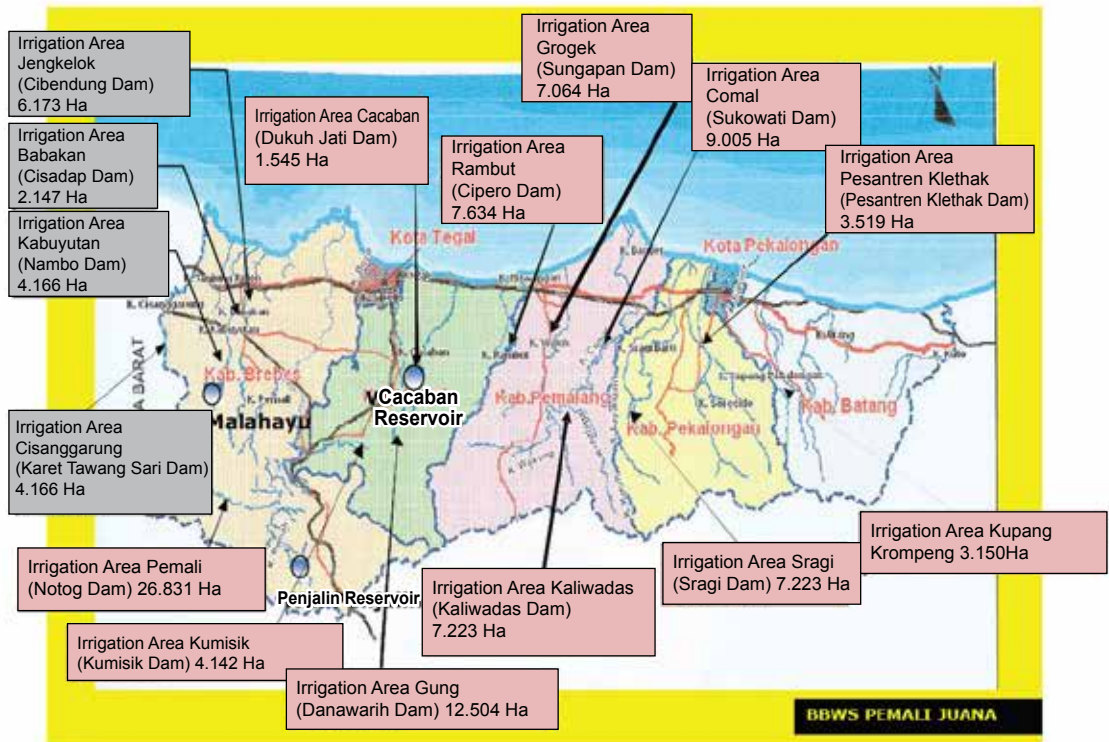 Irrigation Area
Jengkelok
(Cibendung Dam)
6.173 Ha
Irrigation Area
Babakan
(Cisadap Dam)
2.147 Ha
Irrigation Area
Kabuyutan
(Nambo Dam)
4.166 Ha
Irrigation Area Cacaban
(Dukuh Jati Dam)
1.545 Ha
Irrigation Area
Rambut
(Cipero Dam)
7.634 Ha
Irrigation Area
Grogek
(Sungapan Dam)
7.064 Ha
Irrigation Area
Comal
(Sukowati Dam)
9.005 Ha
Irrigation Area
Pesantren Klethak
(Pesantren Klethak Dam)
3.519 Ha
N
Kota Tegal
Kota Pekalongan
K. Cisanggarung
K. Rambut
BARAT
Kab. Brebes
K. Pemali
Malahayu
Cacaban
Reservoir
Kab. Pemalang
Kab. Pekalongan
Kab. Batang
Irrigation Area
Cisanggarung
(Karet Tawang Sari Dam)
4.166 Ha
Irrigation Area Pemali
(Notog Dam) 26.831 Ha
Penjalin Reservoir
Irrigation Area Kumisik
(Kumisik Dam) 4.142 Ha
Irrigation Area Gung
(Danawarih Dam) 12.504 Ha
Irrigation Area Kaliwadas
(Kaliwadas Dam)
7.223 Ha
Irrigation Area Sragi
(Sragi Dam) 7.223 Ha
Irrigation Area Kupang
Krompeng 3.150Ha
BBWS PEMALI JUANA